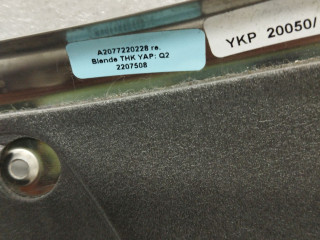 A2077220228 re.
Blende THK YAP: Q2
2207508
YKP 20050/